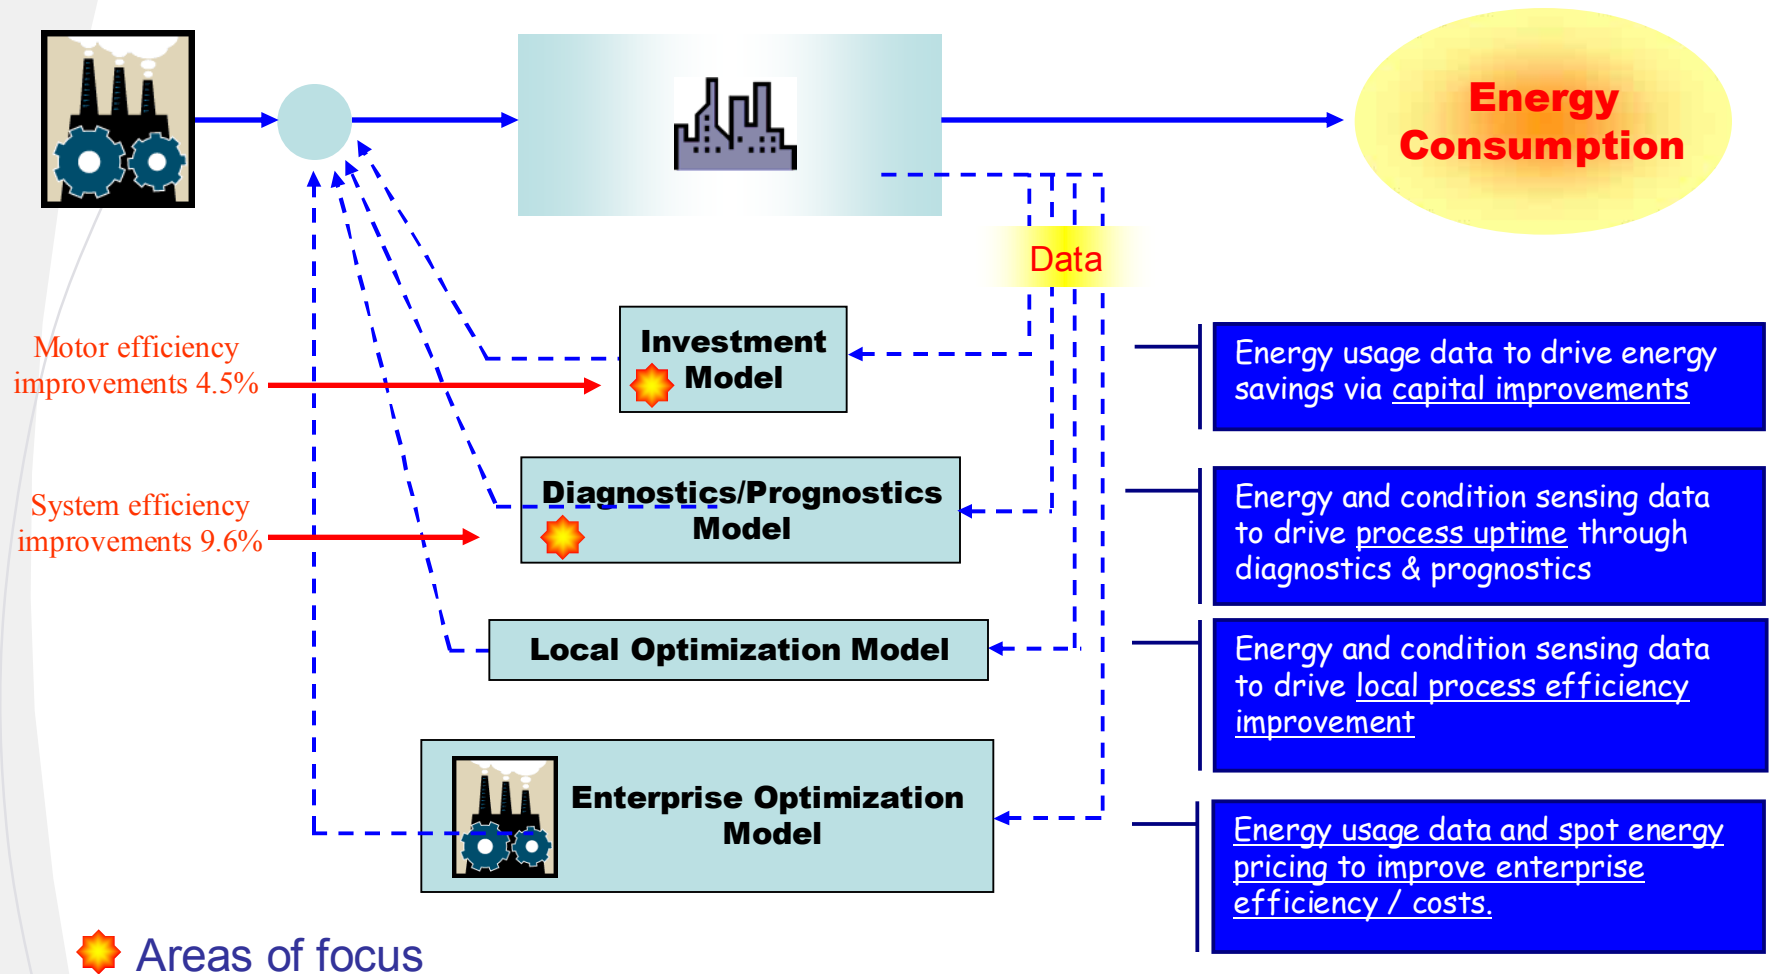 Energy
Consumption
Data
Motor efficiency
improvements 4.5%
Investment
Model
Energy usage data to drive energy
savings via capital improvements
System efficiency
improvements 9.6%
Diagnostics/Prognostics
Model
Energy and condition sensing data
to drive process uptime through
diagnostics & prognostics
Local Optimization Model
Energy and condition sensing data
to drive local process efficiency
improvement
Enterprise Optimization
Model
Energy usage data and spot energy
pricing to improve enterprise
efficiency / costs.
Areas of focus